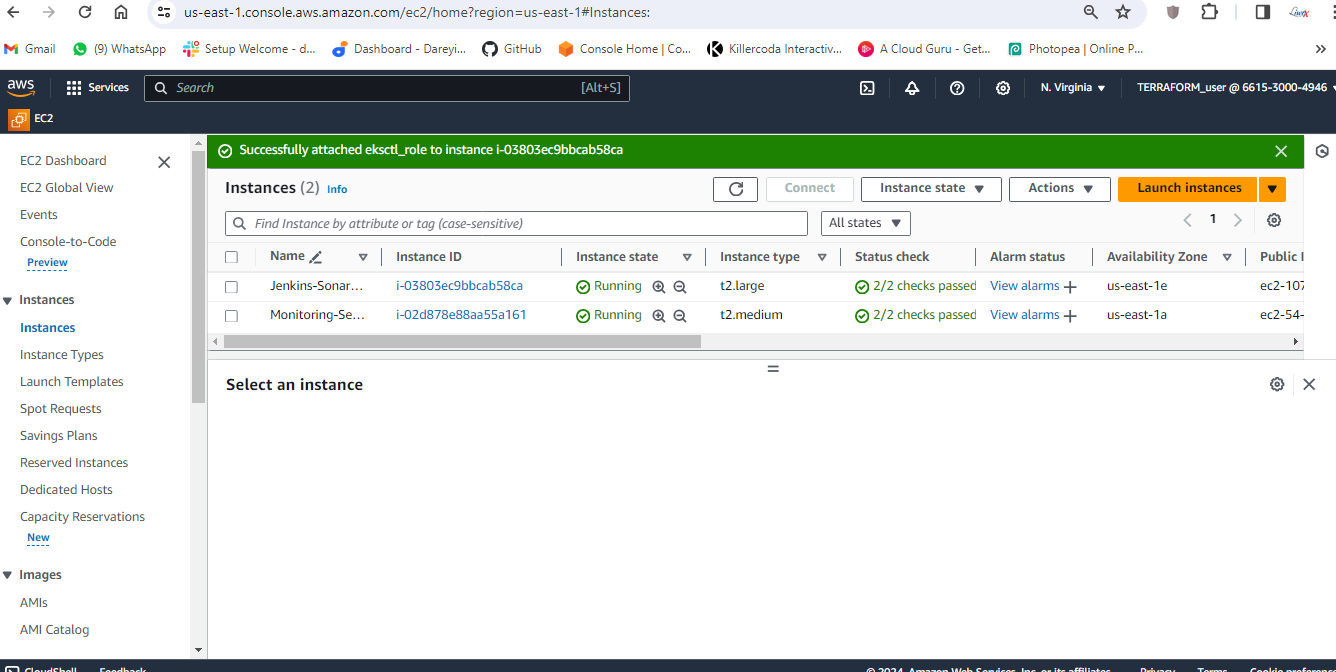 us-east-1.console.aws.amazon.com/ec2/home?region=us-east-1#Instances:
Gmail (9) WhatsApp Setup Welcome - d... Dashboard - Dareyi... GitHub Console Home | Co... Killercoda Interactiv... A Cloud Guru - Get... Photopea | Online P... »
aws Services Search [Alt+S] N. Virginia TERRAFORM_user @ 6615-3000-4946
EC2
EC2 Dashboard
EC2 Global View
Events
Console-to-Code
Preview
Instances
Instances
Instance Types
Launch Templates
Spot Requests
Savings Plans
Reserved Instances
Dedicated Hosts
Capacity Reservations
New
Images
AMIs
AMI Catalog
Successfully attached eksctl_role to instance i-03803ec9bbcab58ca
Instances (2) Info Connect Instance state Actions Launch instances
Find Instance by attribute or tag (case-sensitive) All states 1
Name Instance ID Instance state Instance type Status check Alarm status Availability Zone Public I
Jenkins-Sonar... i-03803ec9bbcab58ca Running t2.large 2/2 checks passed View alarms + us-east-1e ec2-107
Monitoring-Se... i-02d878e88aa55a161 Running t2.medium 2/2 checks passed View alarms + us-east-1a ec2-54-
Select an instance
CloudShell Feedback © 2024, Amazon Web Services, Inc. or its affiliates. Privacy Terms Cookie preference